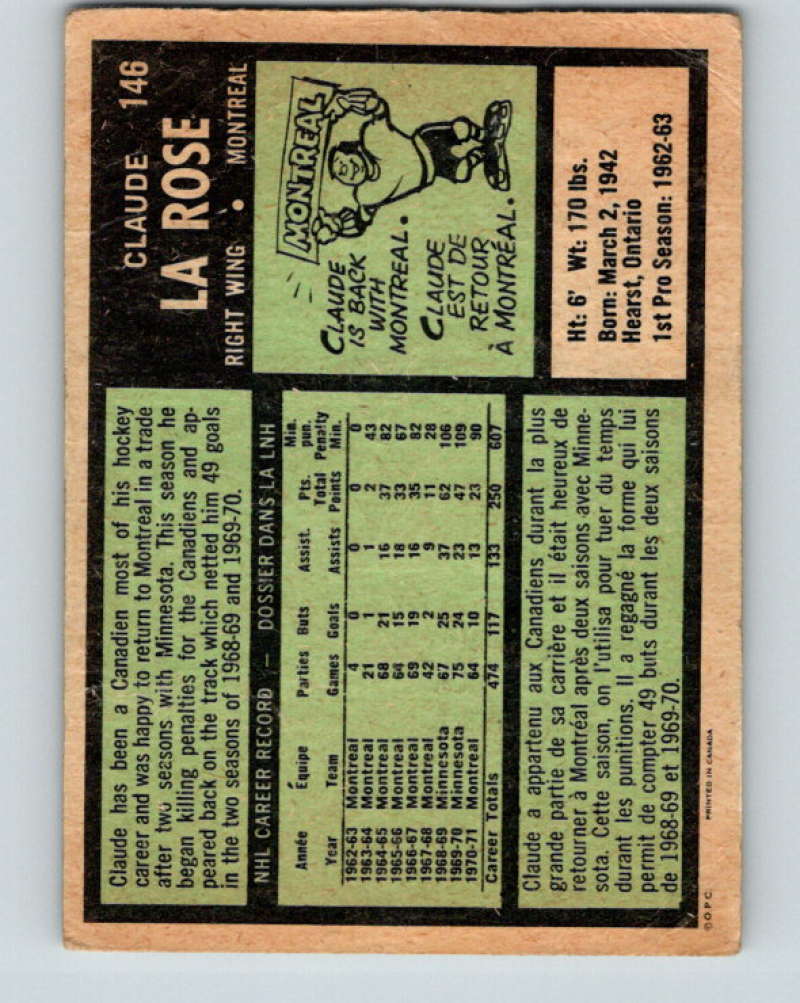 CLAUDE 146
LA ROSE
RIGHT WING • MONTREAL
Claude has been a Canadien most of his hockey
career and was happy to return to Montreal in a trade
after two seasons with Minnesota. This season he
began killing penalties for the Canadiens and ap-
peared back on the track which netted him 49 goals
in the two seasons of 1968-69 and 1969-70.
MONTREAL
CLAUDE
IS BACK
WITH
MONTREAL.
CLAUDE
EST DE
RETOUR
À MONTRÉAL.
NHL CAREER RECORD — DOSSIER DANS LA LNH
Min.
Année Équipe Parties Buts Assist. Pts. pun.
Total Penalty
Year Team Games Goals Assists Points Min.
1962-63 Montreal 4 0 0 0 0
1963-64 Montreal 21 1 1 2 43
1964-65 Montreal 68 21 16 37 82
1965-66 Montreal 64 15 18 33 67
1966-67 Montreal 69 19 16 35 82
1967-68 Montreal 42 2 9 11 28
1968-69 Minnesota 67 25 37 62 106
1969-70 Minnesota 75 24 23 47 109
1970-71 Montreal 64 10 13 23 90
Career Totals 474 117 133 250 607
Ht: 6' Wt: 170 lbs.
Born: March 2, 1942
Hearst, Ontario
1st Pro Season: 1962-63
Claude a appartenu aux Canadiens durant la plus
grande partie de sa carrière et il était heureux de
retourner à Montréal après deux saisons avec Minne-
sota. Cette saison, on l'utilisa pour tuer du temps
durant les punitions. Il a regagné la forme qui lui
permit de compter 49 buts durant les deux saisons
de 1968-69 et 1969-70.
© O P C PRINTED IN CANADA